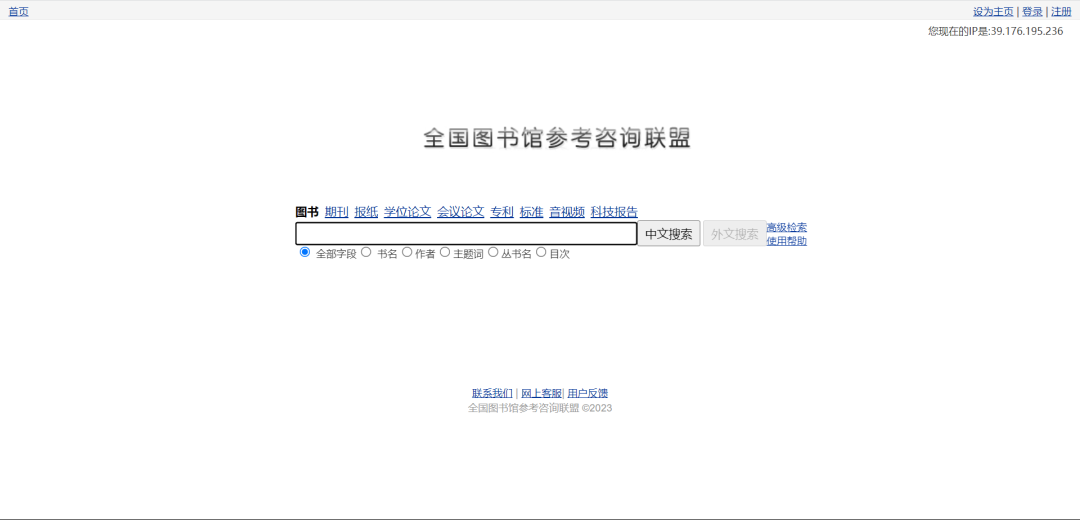 首页 设为主页 | 登录 | 注册
您现在的IP是:39.176.195.236
全国图书馆参考咨询联盟
图书 期刊 报纸 学位论文 会议论文 专利 标准 音视频 科技报告
中文搜索 外文搜索 高级检索
使用帮助
全部字段 书名 作者 主题词 丛书名 目次
联系我们 | 网上客服| 用户反馈
全国图书馆参考咨询联盟 ©2023